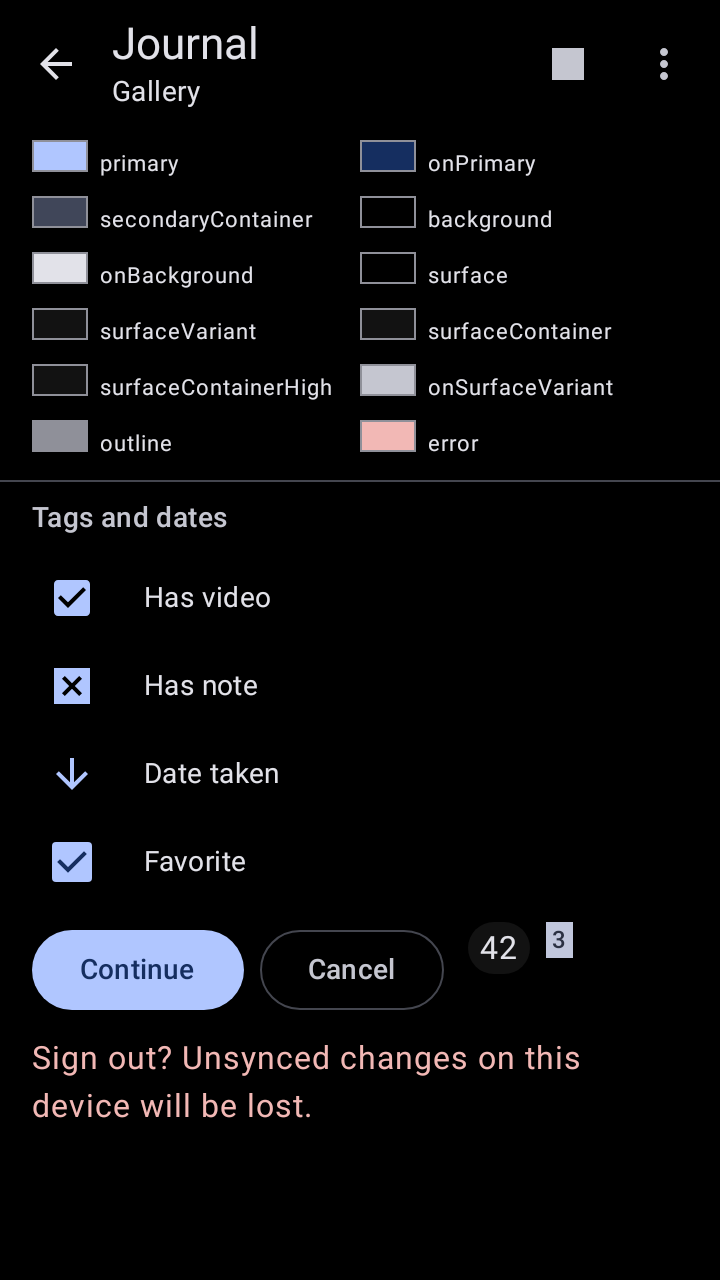 Journal
Gallery
primary
onPrimary
secondaryContainer
background
onBackground
surface
surfaceVariant
surfaceContainer
surfaceContainerHigh
onSurfaceVariant
outline
error
Tags and dates
Has video
Has note
Date taken
Favorite
Continue
Cancel
42
3
Sign out? Unsynced changes on this
device will be lost.